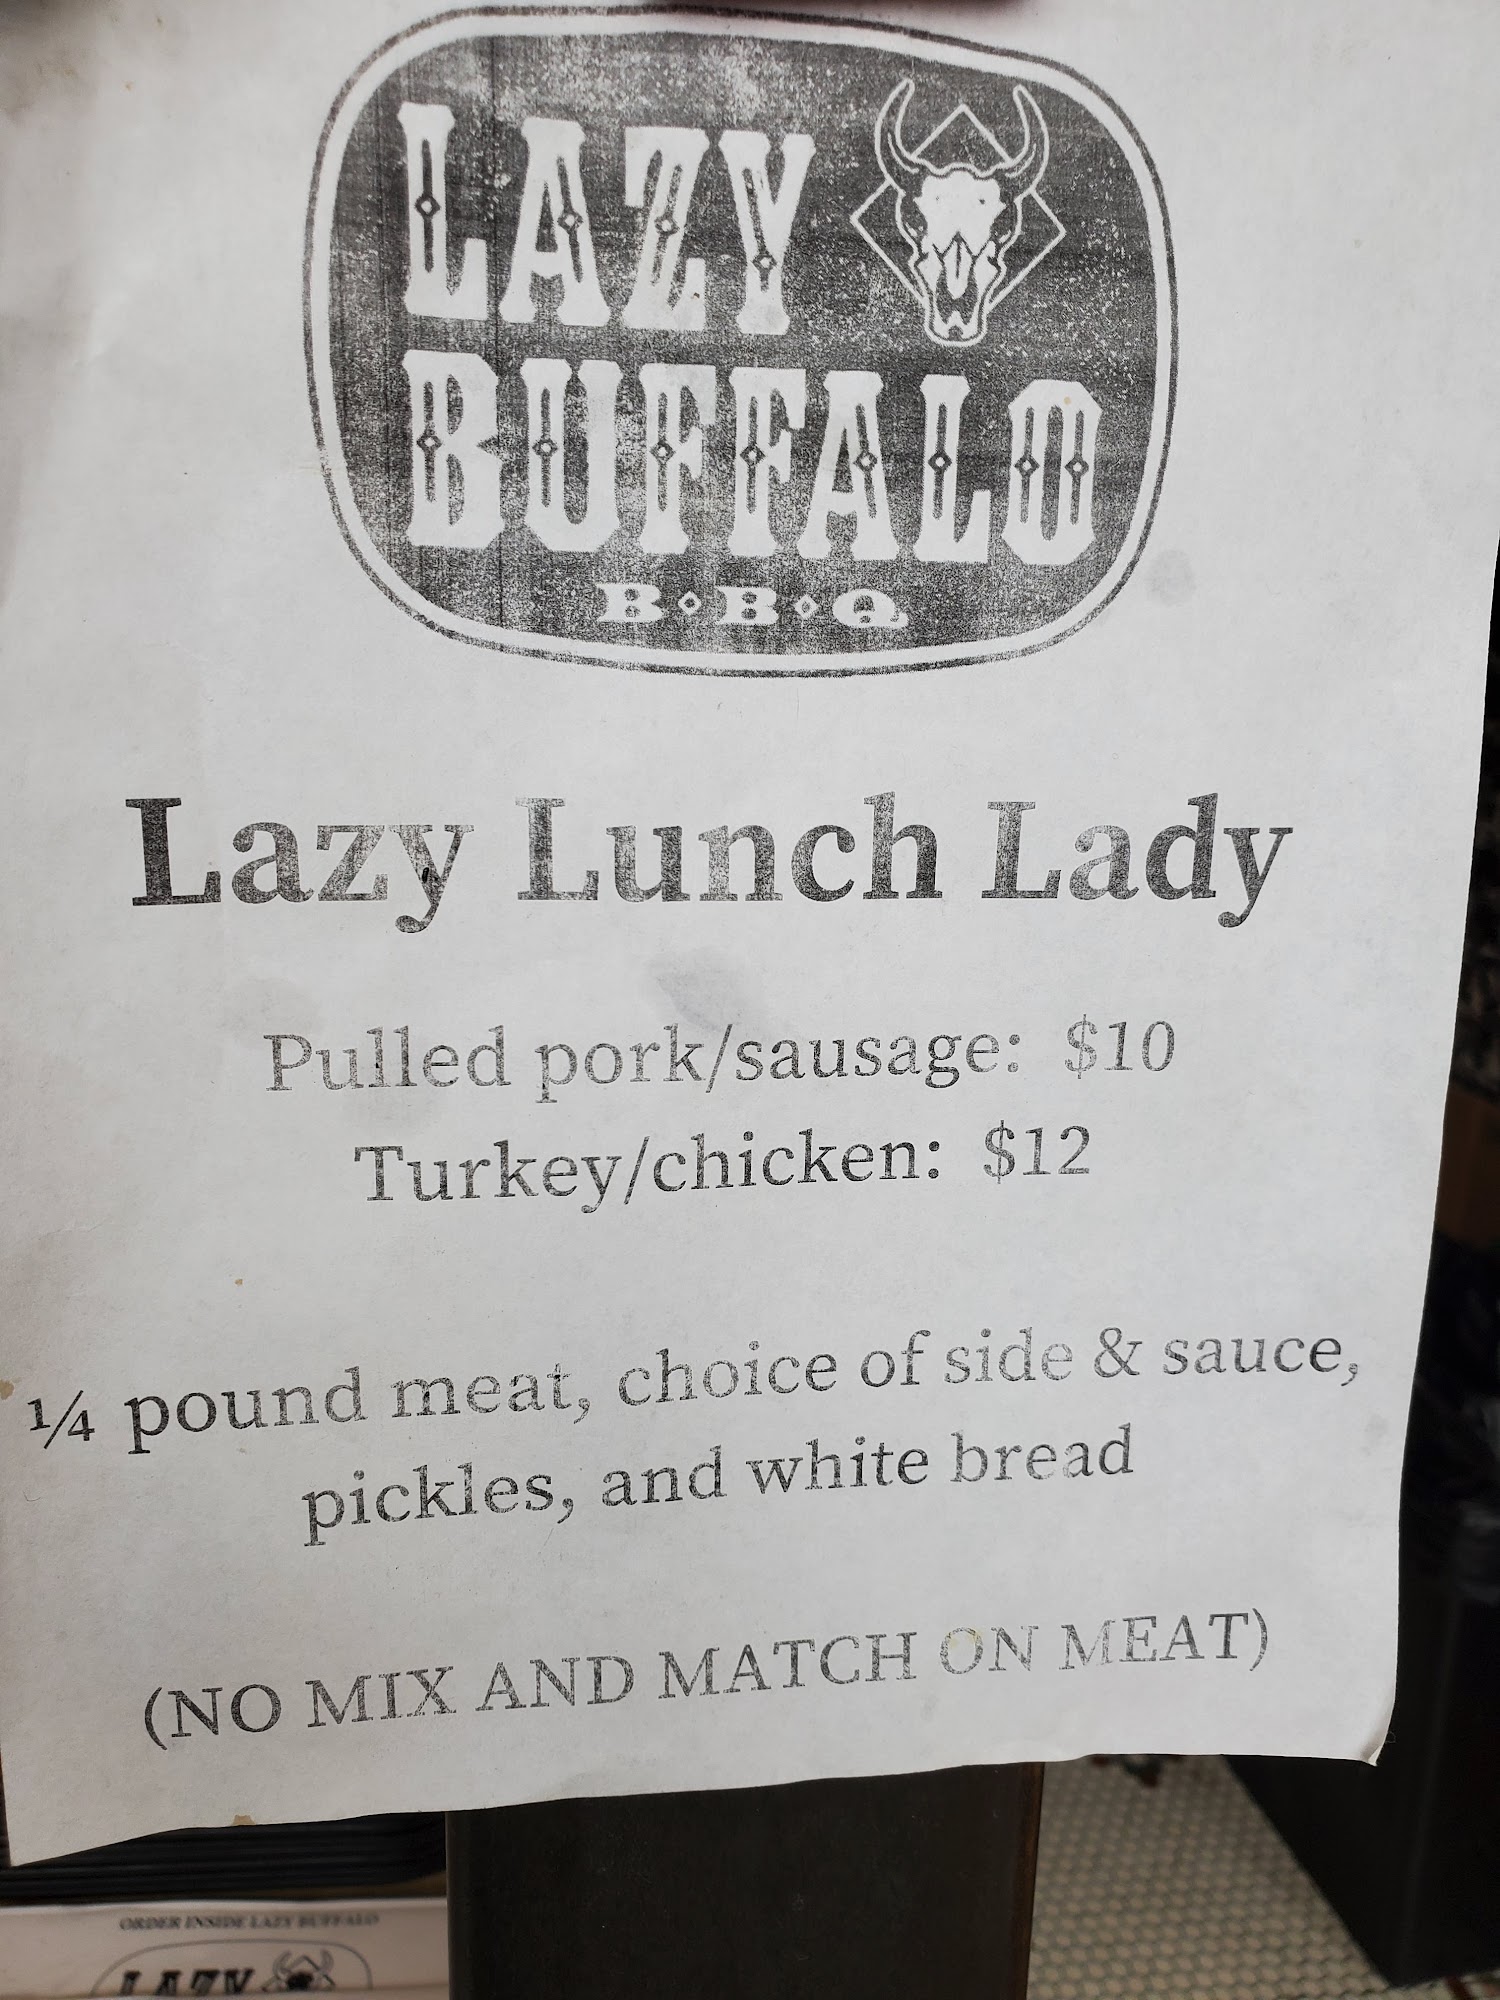 LAZY
BUFFALO
B·B·Q
Lazy Lunch Lady
Pulled pork/sausage: $10
Turkey/chicken: $12
¼ pound meat, choice of side & sauce,
pickles, and white bread
(NO MIX AND MATCH ON MEAT)
ORDER INSIDE LAZY BUFFALO
LAZY